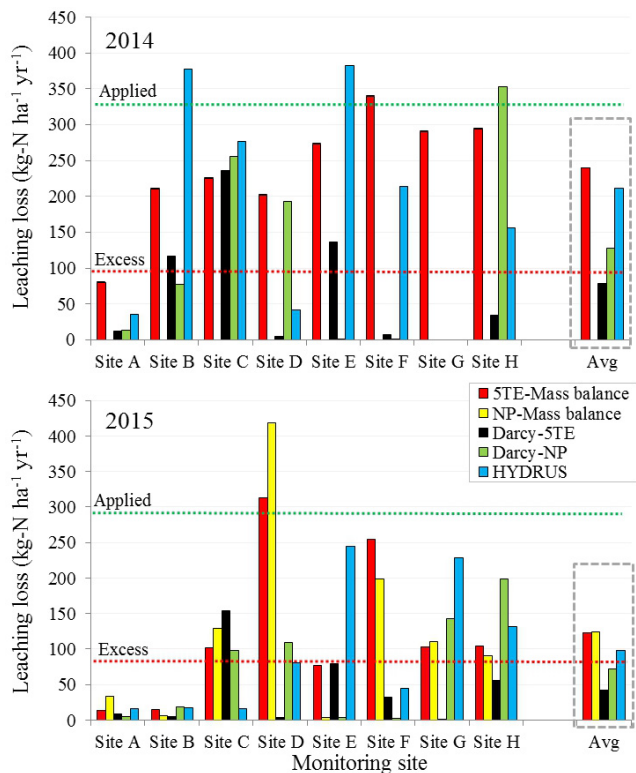 2014
Leaching loss (kg-N ha⁻¹ yr⁻¹)
450
400
350
300
250
200
150
100
50
0
Applied
Excess
Site A Site B Site C Site D Site E Site F Site G Site H Avg
2015
Leaching loss (kg-N ha⁻¹ yr⁻¹)
450
400
350
300
250
200
150
100
50
0
Applied
Excess
5TE-Mass balance
NP-Mass balance
Darcy-5TE
Darcy-NP
HYDRUS
Site A Site B Site C Site D Site E Site F Site G Site H Avg
Monitoring site